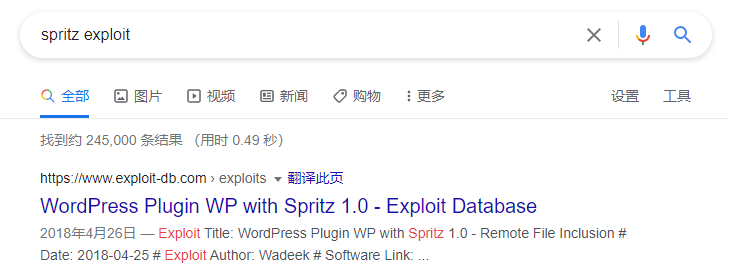 spritz exploit
全部 图片 视频 新闻 购物 更多 设置 工具
找到约 245,000 条结果 （用时 0.49 秒）
https://www.exploit-db.com › exploits 翻译此页
WordPress Plugin WP with Spritz 1.0 - Exploit Database
2018年4月26日 — Exploit Title: WordPress Plugin WP with Spritz 1.0 - Remote File Inclusion #
Date: 2018-04-25 # Exploit Author: Wadeek # Software Link: ...